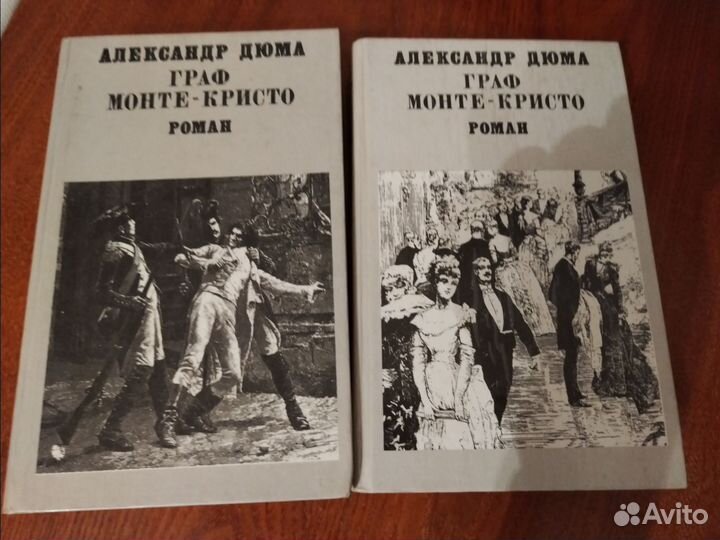 АЛЕКСАНДР ДЮМА
ГРАФ
МОНТЕ-КРИСТО
РОМАН
АЛЕКСАНДР ДЮМА
ГРАФ
МОНТЕ-КРИСТО
РОМАН
Avito